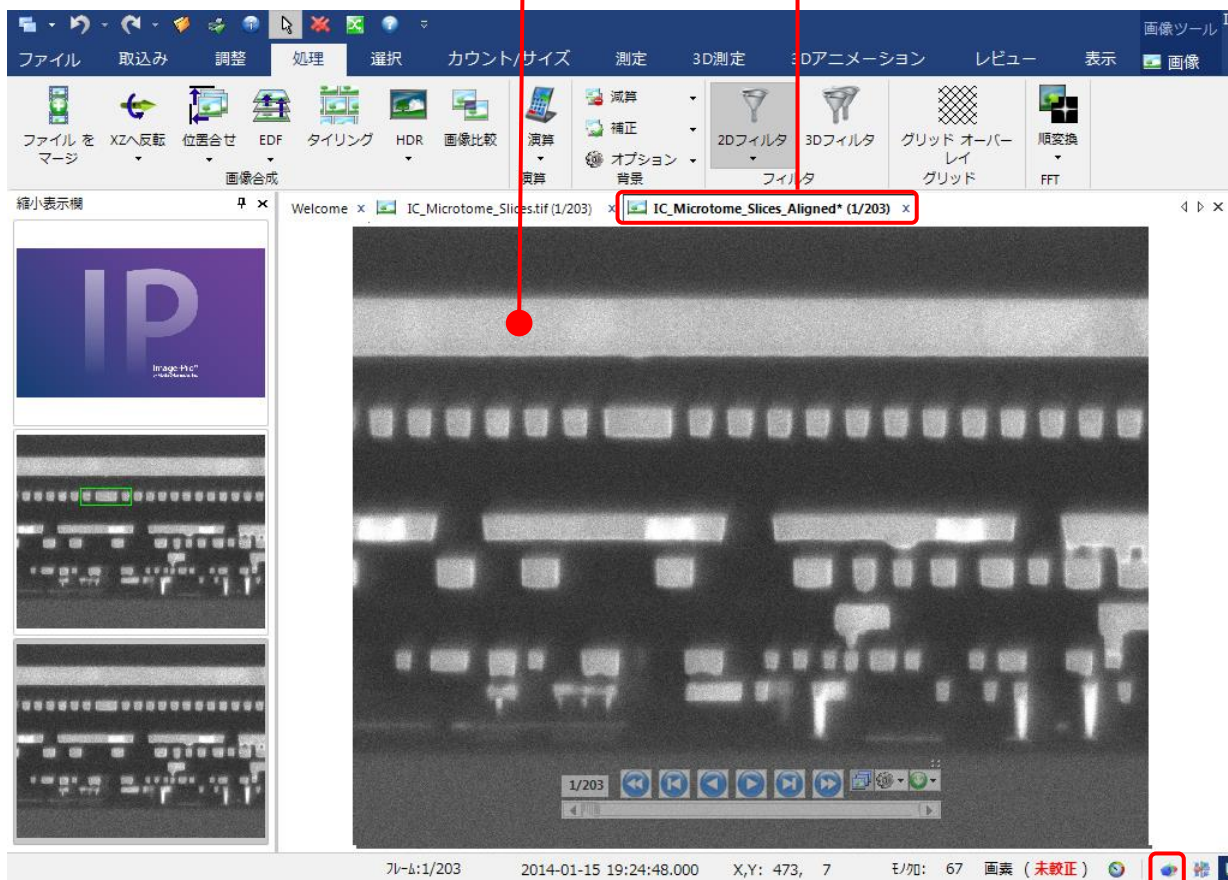 画像ツール
ファイル 取込み 調整 処理 選択 カウント/サイズ 測定 3D測定 3Dアニメーション レビュー 表示 画像
ファイル を マージ
XZへ反転
位置合せ
EDF
タイリング
HDR
画像比較
画像合成
演算
演算
減算
補正
オプション
背景
2Dフィルタ
3Dフィルタ
フィルタ
グリッド オーバーレイ
グリッド
順変換
FFT
縮小表示欄
Welcome x IC_Microtome_Slices.tif (1/203) x IC_Microtome_Slices_Aligned* (1/203) x
IP
Image-Pro
1/203
フレーム:1/203 2014-01-15 19:24:48.000 X,Y: 473, 7 モノクロ: 67 画素 (未較正)